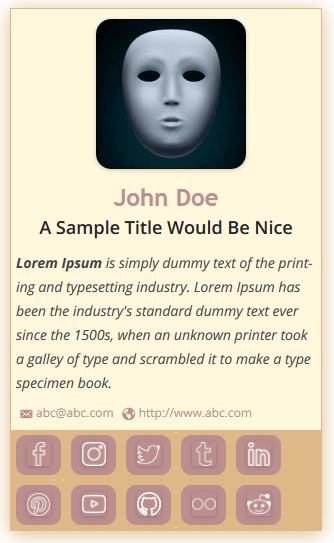 John Doe
A Sample Title Would Be Nice
Lorem Ipsum is simply dummy text of the print-
ing and typesetting industry. Lorem Ipsum has
been the industry's standard dummy text ever
since the 1500s, when an unknown printer took
a galley of type and scrambled it to make a type
specimen book.
abc@abc.com http://www.abc.com